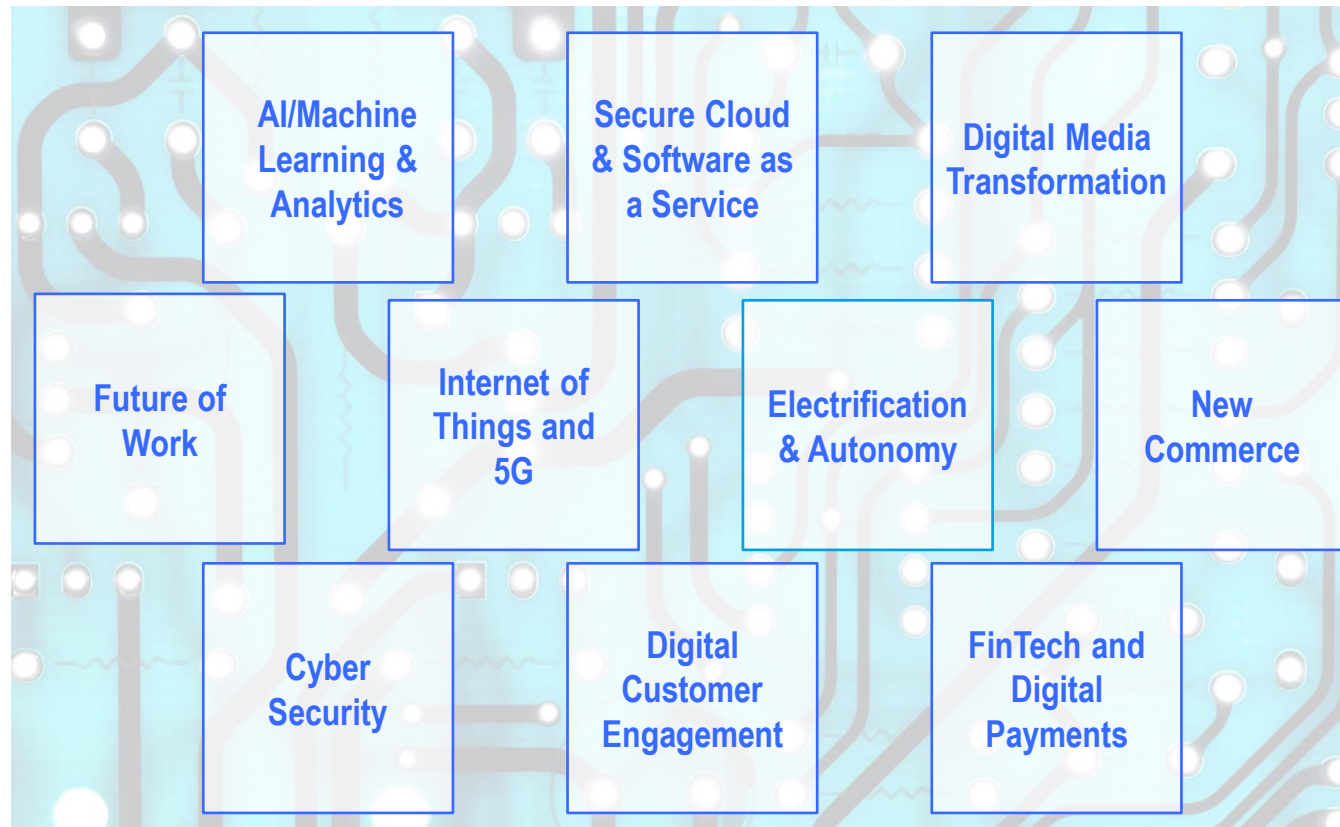 AI/Machine
Learning &
Analytics
Secure Cloud
& Software as
a Service
Digital Media
Transformation
Future of
Work
Internet of
Things and
5G
Electrification
& Autonomy
New
Commerce
Cyber
Security
Digital
Customer
Engagement
FinTech and
Digital
Payments